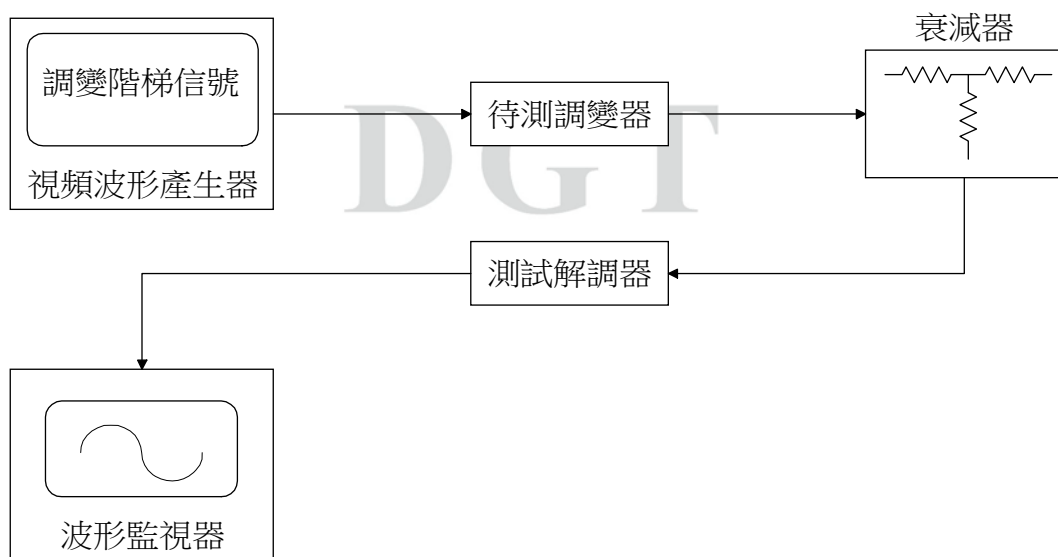 衰減器
調變階梯信號
待測調變器
視頻波形產生器
DGT
測試解調器
波形監視器